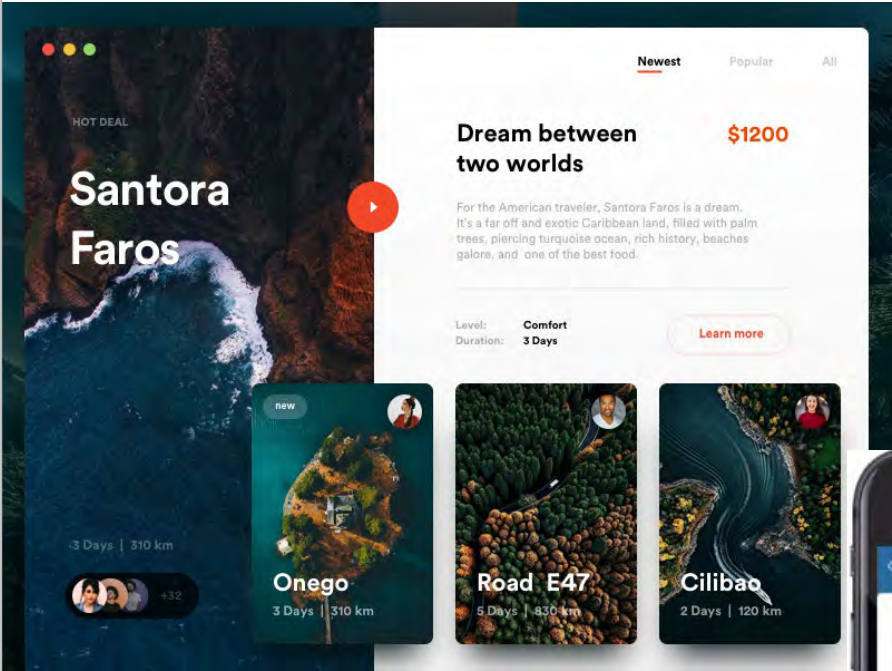 HOT DEAL
Santora
Faros
3 Days | 310 km
+32
Newest
Popular
All
Dream between
two worlds
$1200
For the American traveler, Santora Faros is a dream.
It's a far off and exotic Caribbean land, filled with palm
trees, piercing turquoise ocean, rich history, beaches
galore, and one of the best food.
Level: Comfort
Duration: 3 Days
Learn more
new
Onego
3 Days | 310 km
Road E47
5 Days | 830 km
Cilibao
2 Days | 120 km